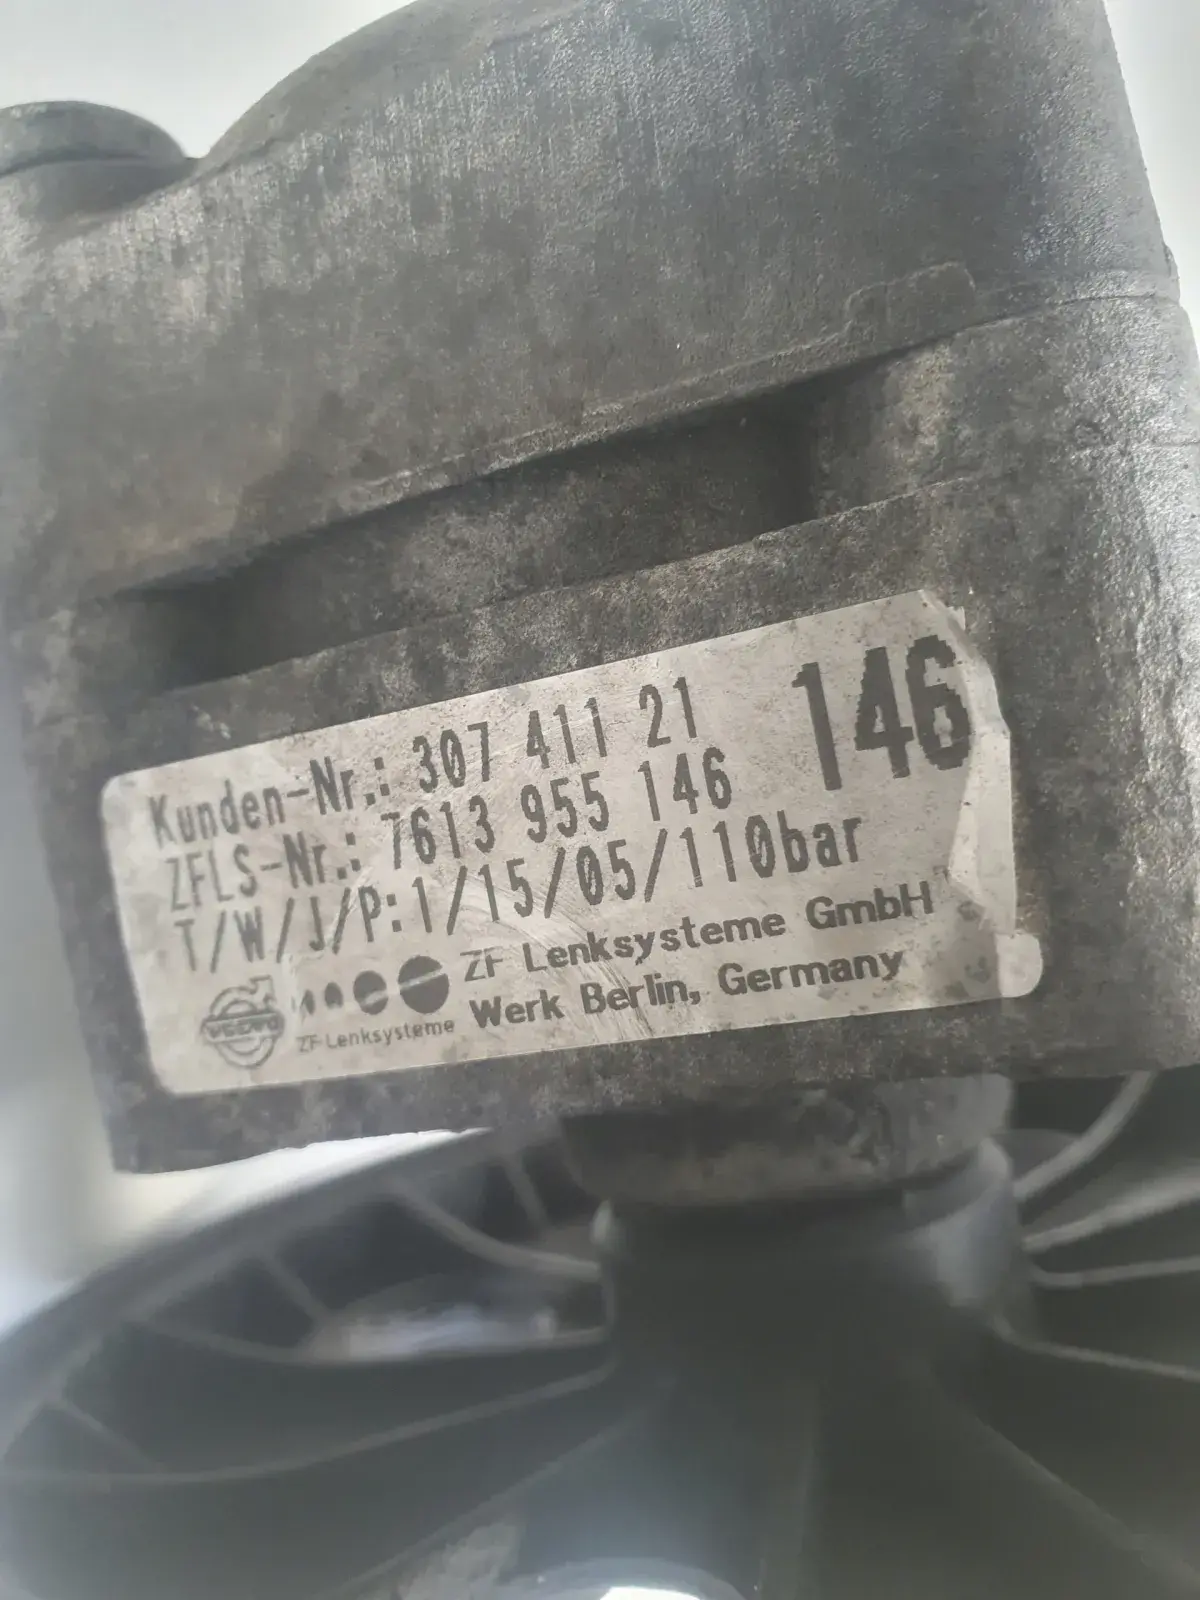 Kunden-Nr.: 307 411 21
146
ZFLS-Nr.: 7613 955 146
T/W/J/P:1/15/05/110bar
ZF Lenksysteme GmbH
Werk Berlin, Germany
VOLVO
ZF Lenksysteme